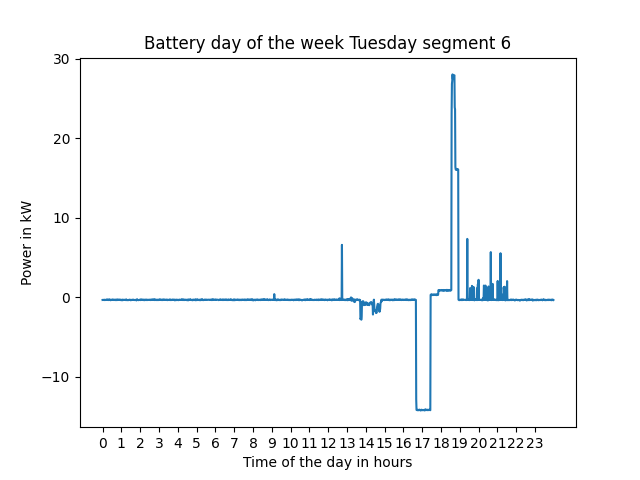 Battery day of the week Tuesday segment 6
Power in kW
30
20
10
0
−10
0 1 2 3 4 5 6 7 8 9 10 11 12 13 14 15 16 17 18 19 20 21 22 23
Time of the day in hours